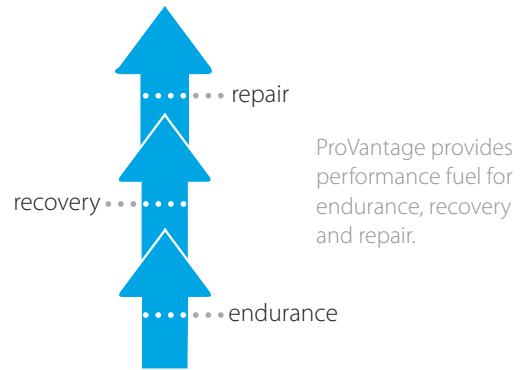 repair
ProVantage provides
performance fuel for
endurance, recovery
and repair.
recovery
endurance